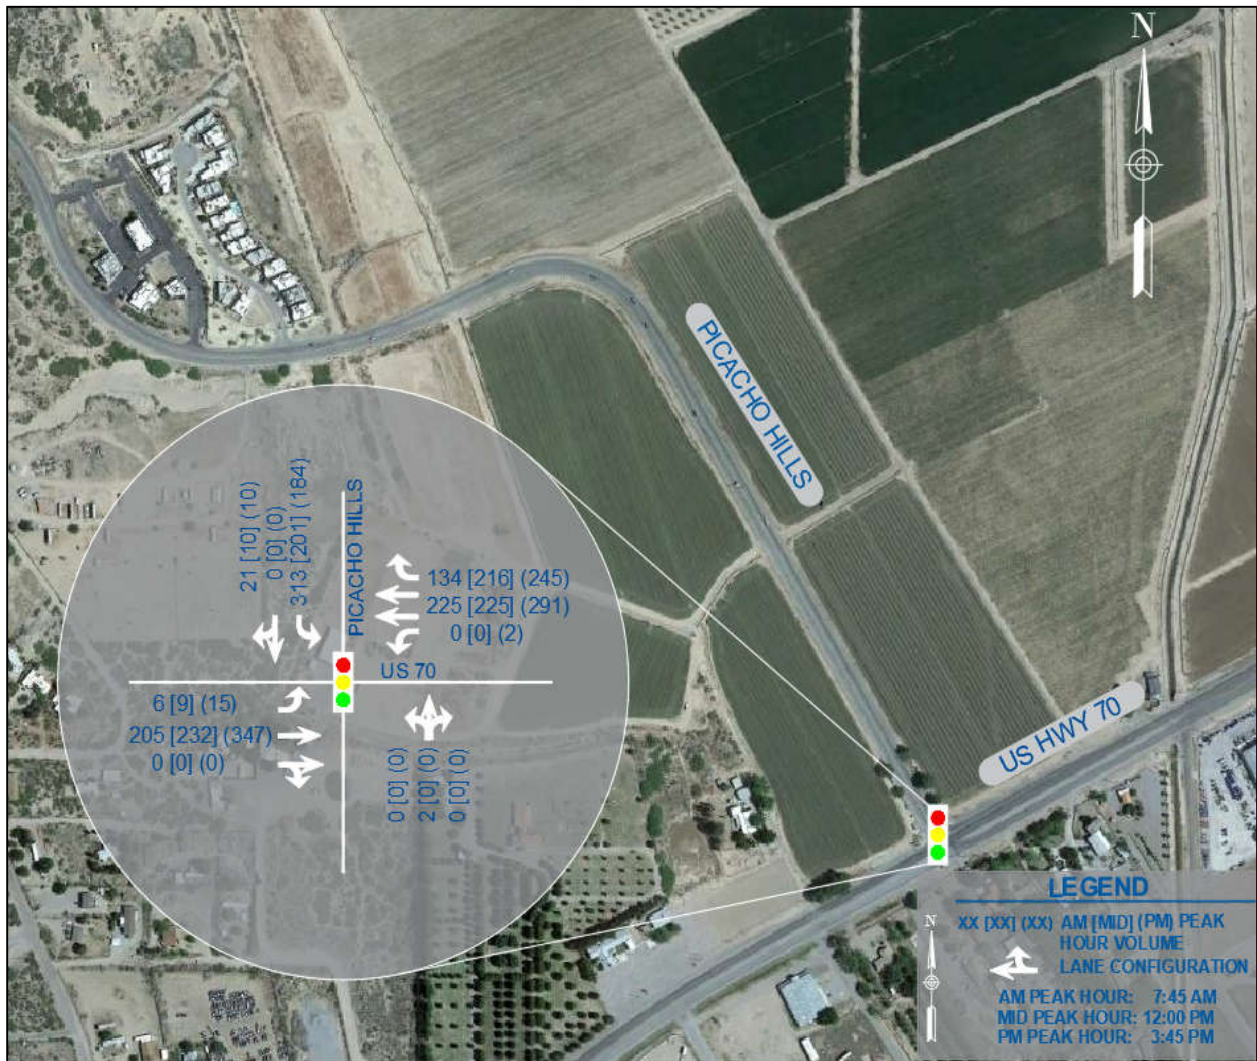 N
PICACHO HILLS
21 [10] (10)
0 [0] (0)
313 [201] (184)
PICACHO HILLS
134 [216] (245)
225 [225] (291)
0 [0] (2)
US 70
6 [9] (15)
205 [232] (347)
0 [0] (0)
0 [0] (0)
2 [0] (0)
0 [0] (0)
US HWY 70
LEGEND
N
XX [XX] (XX) AM [MID] (PM) PEAK
HOUR VOLUME
LANE CONFIGURATION
AM PEAK HOUR: 7:45 AM
MID PEAK HOUR: 12:00 PM
PM PEAK HOUR: 3:45 PM